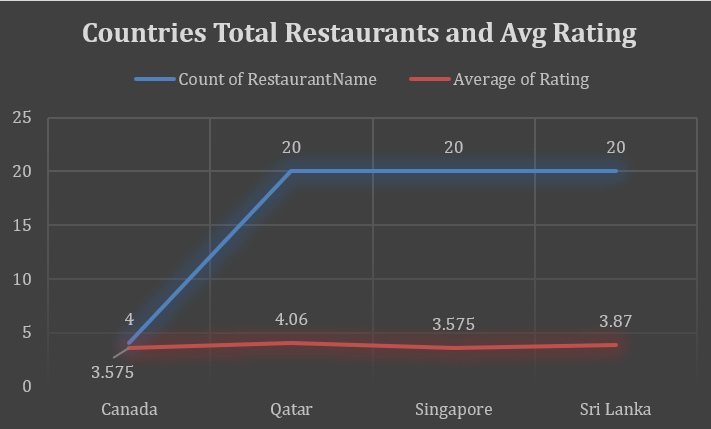 Countries Total Restaurants and Avg Rating
Count of RestaurantName Average of Rating
25
20 20 20
20
15
10
4 4.06 3.575 3.87
5
3.575
0
Canada Qatar Singapore Sri Lanka